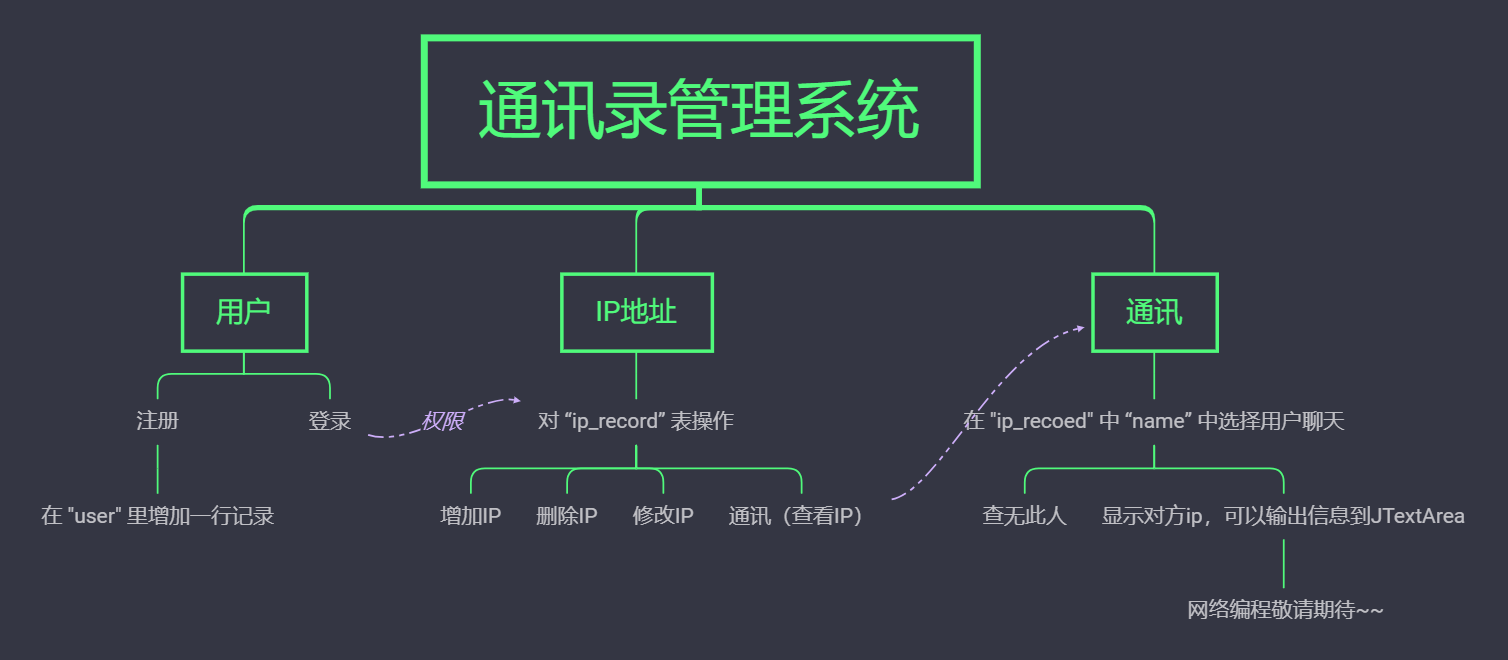 通讯录管理系统
用户
IP地址
通讯
注册
登录
权限
对 “ip_record” 表操作
在 "ip_recoed" 中 “name” 中选择用户聊天
在 "user" 里增加一行记录
增加IP
删除IP
修改IP
通讯（查看IP）
查无此人
显示对方ip，可以输出信息到JTextArea
网络编程敬请期待~~